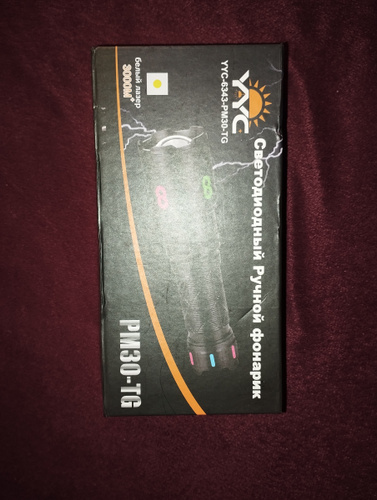 YYC
YYC-6343-PM30-TG
Светодиодный Ручной фонарик
белый лазер
3000M*
PM30-TG